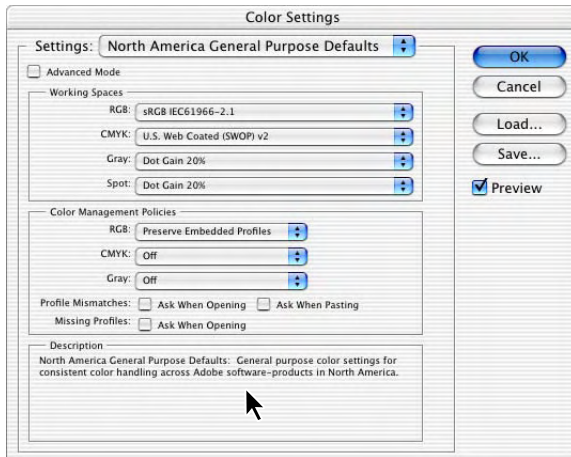 Color Settings
Settings: North America General Purpose Defaults
OK
Advanced Mode
Cancel
Working Spaces
RGB: sRGB IEC61966-2.1
Load...
CMYK: U.S. Web Coated (SWOP) v2
Gray: Dot Gain 20%
Save...
Spot: Dot Gain 20%
Preview
Color Management Policies
RGB: Preserve Embedded Profiles
CMYK: Off
Gray: Off
Profile Mismatches: Ask When Opening Ask When Pasting
Missing Profiles: Ask When Opening
Description
North America General Purpose Defaults: General purpose color settings for
consistent color handling across Adobe software-products in North America.